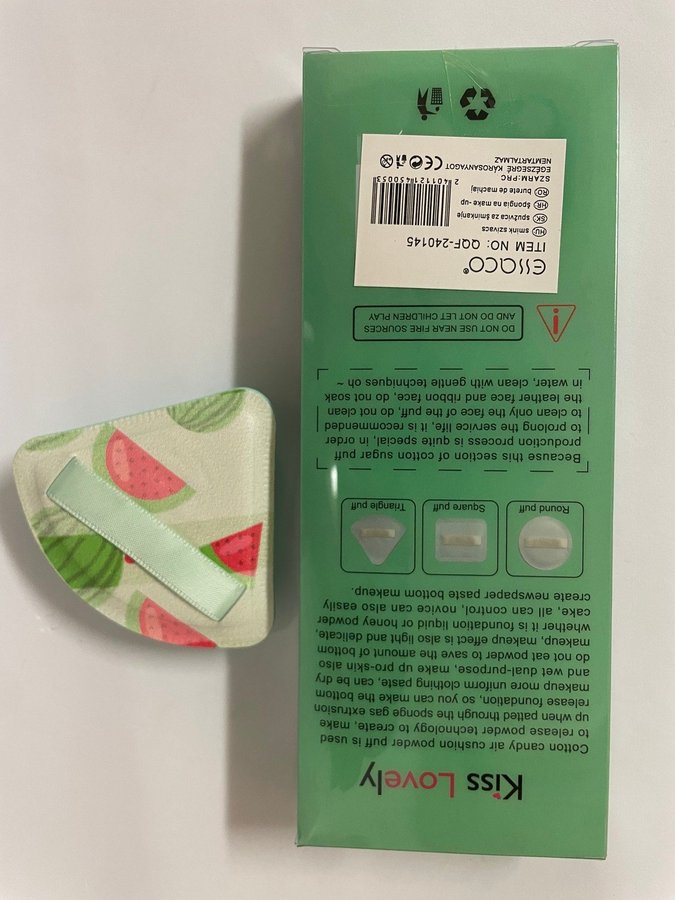 Kiss Lovely
Cotton candy air cushion powder puff is used
to release powder technology to create, make
up when patted through the sponge gas extrusion
release foundation, so you can make the bottom
makeup more uniform clothing paste, can be dry
and wet dual-purpose, make up pro-skin also
do not eat powder to save the amount of bottom
makeup, makeup effect is also light and delicate,
whether it is foundation liquid or honey powder
cake, all can control, novice can also easily
create newspaper paste bottom makeup.
Round puff
Square puff
Triangle puff
Because this section of cotton sugar puff
production process is quite special, in order
to prolong the service life, it is recommended
to clean only the face of the puff, do not clean
the leather face and ribbon face, do not soak
in water, clean with gentle techniques oh ~
DO NOT USE NEAR FIRE SOURCES
AND DO NOT LET CHILDREN PLAY
ESSACO®
ITEM NO: QQF-240145
HU smink szivacs
SK spužvica za šminkanje
HR špongia na make-up
RO burete de machiaj
SZARM:PRC
EGÉZSÉGRE KÁROSANYAGOT
NEMTARTALMAZ
2 401121 450053
CE